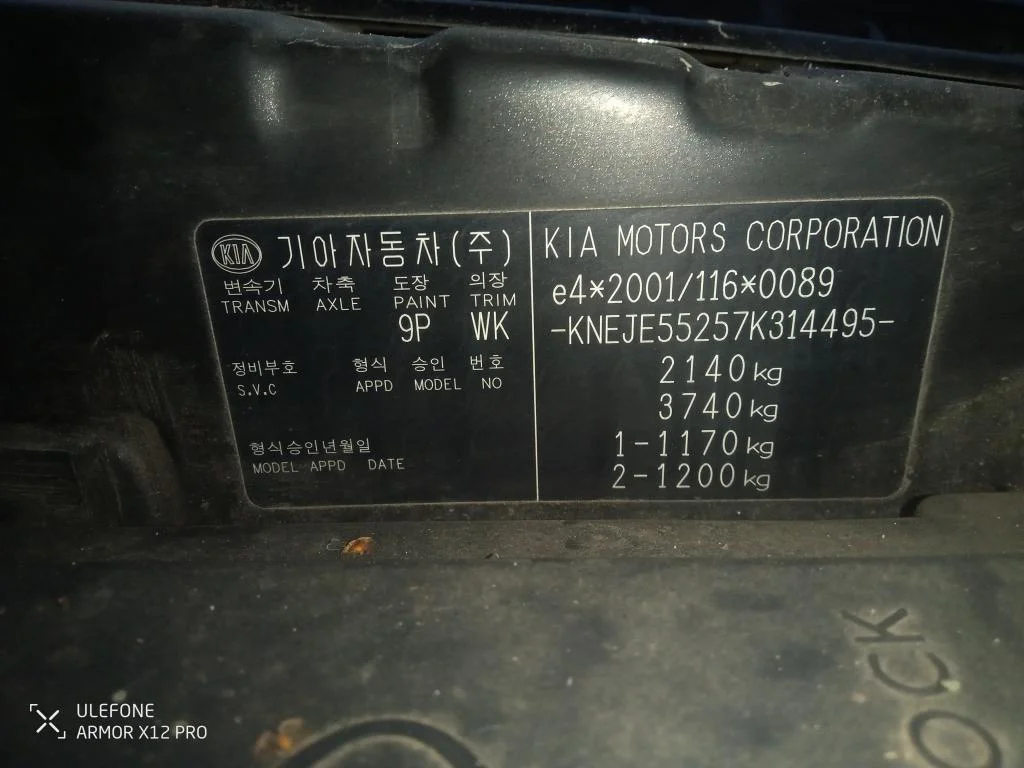 KIA 기아자동차(주)
변속기 차축 도장 의장
TRANSM AXLE PAINT TRIM
9P WK
정비부호 형식 승인 번호
S.V.C APPD MODEL NO
형식승인년월일
MODEL APPD DATE
KIA MOTORS CORPORATION
e4*2001/116*0089
-KNEJE55257K314495-
2140kg
3740kg
1-1170kg
2-1200kg
OCK
ULEFONE
ARMOR X12 PRO